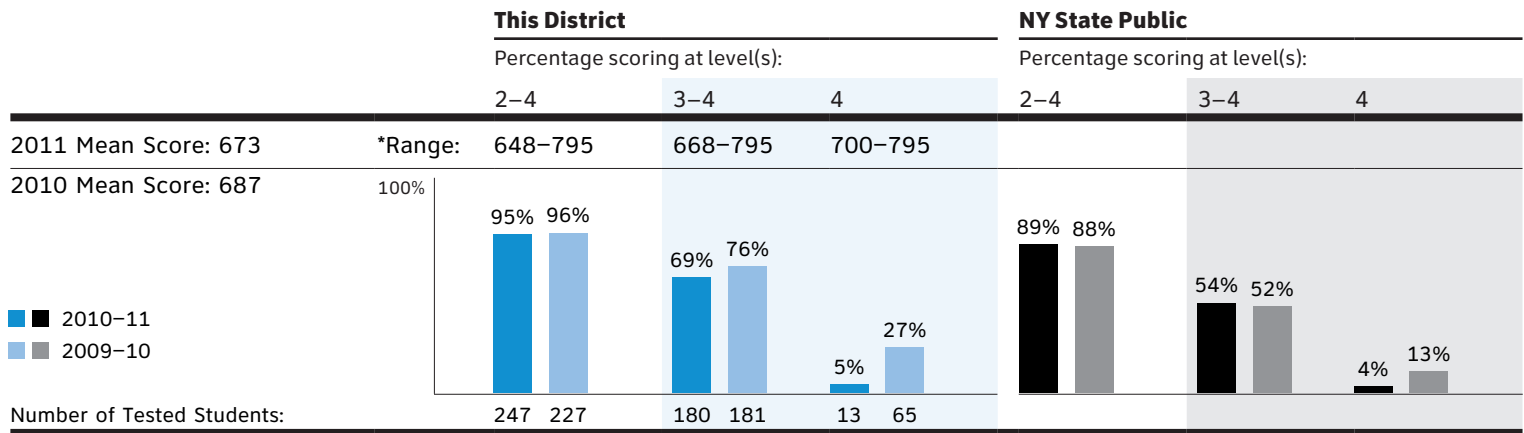 This District NY State Public
Percentage scoring at level(s): Percentage scoring at level(s):
2–4 3–4 4 2–4 3–4 4
2011 Mean Score: 673 *Range: 648–795 668–795 700–795
2010 Mean Score: 687
100%
95% 96% 69% 76% 5% 27% 89% 88% 54% 52% 4% 13%
2010–11
2009–10
Number of Tested Students: 247 227 180 181 13 65